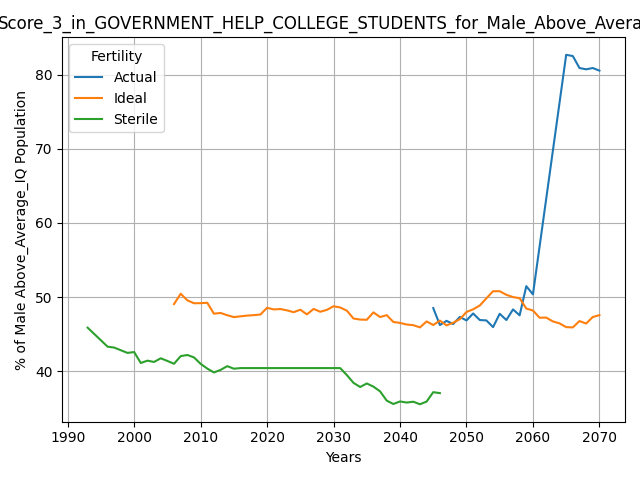 Score_3_in_GOVERNMENT_HELP_COLLEGE_STUDENTS_for_Male_Above_Avera
Fertility
Actual
Ideal
Sterile
% of Male Above_Average_IQ Population
80
70
60
50
40
1990 2000 2010 2020 2030 2040 2050 2060 2070
Years